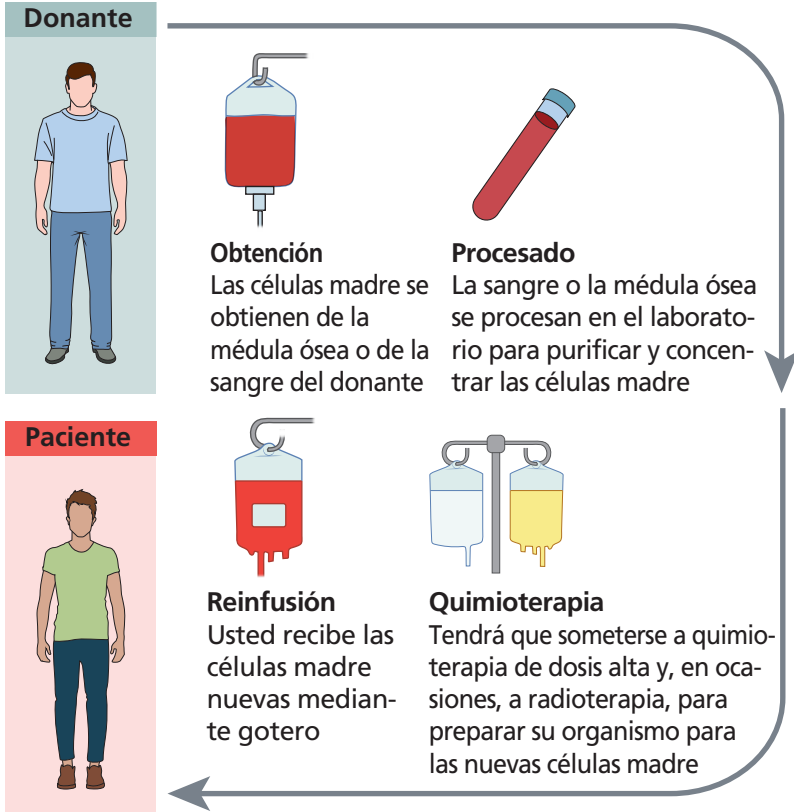 Donante
Obtención
Las células madre se
obtienen de la
médula ósea o de la
sangre del donante
Procesado
La sangre o la médula ósea
se procesan en el laborato-
rio para purificar y concen-
trar las células madre
Paciente
Reinfusión
Usted recibe las
células madre
nuevas median-
te gotero
Quimioterapia
Tendrá que someterse a quimio-
terapia de dosis alta y, en oca-
siones, a radioterapia, para
preparar su organismo para
las nuevas células madre